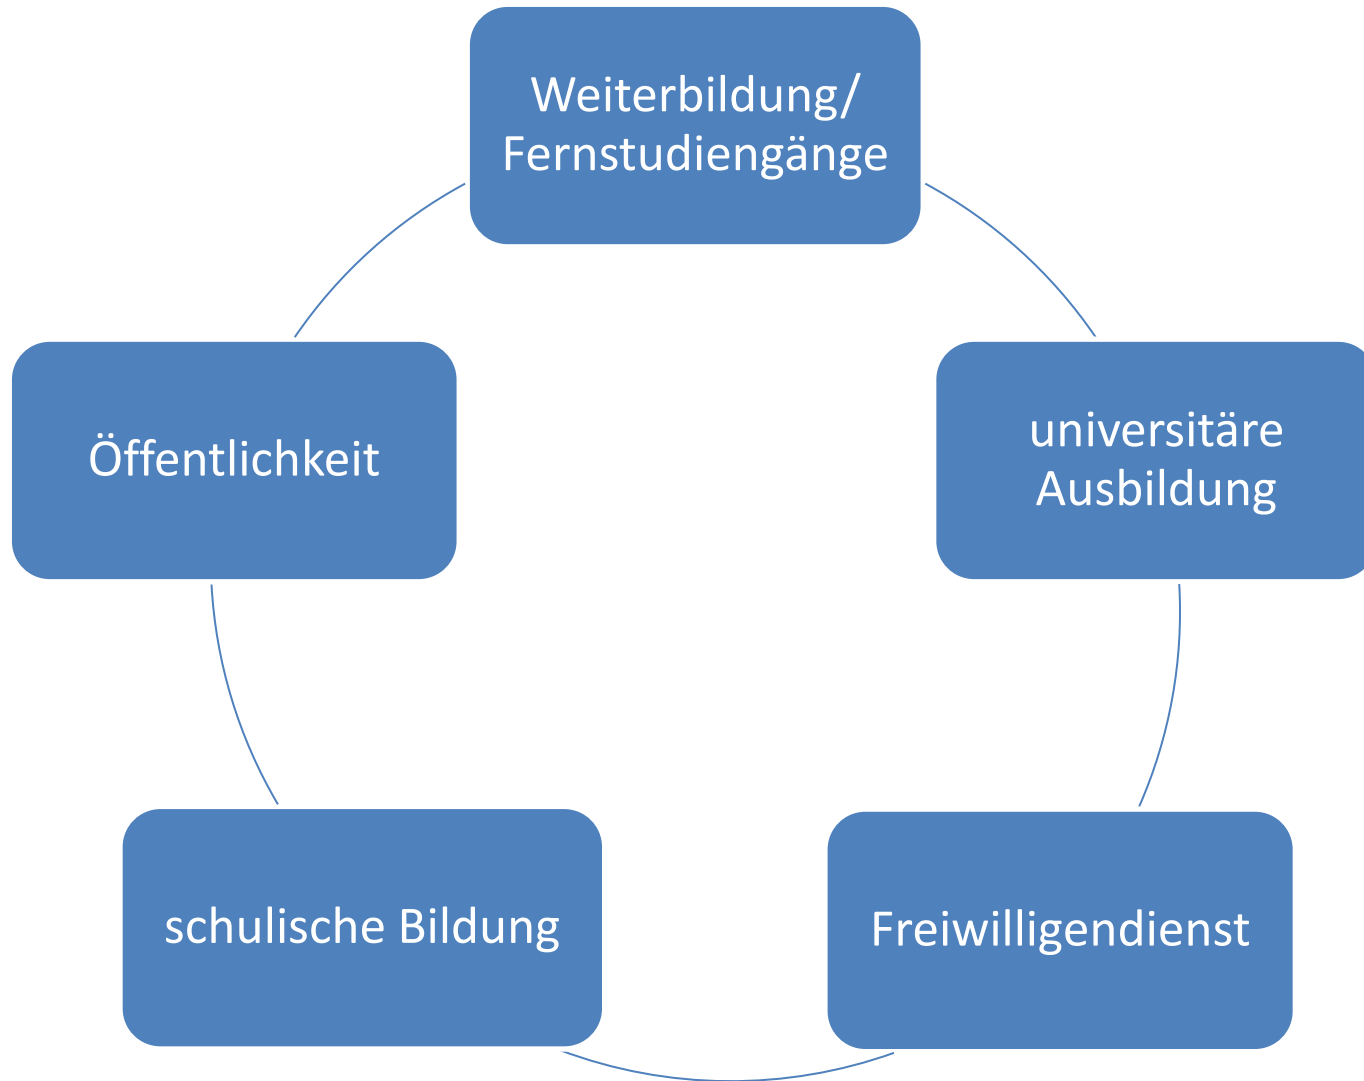 Weiterbildung/
Fernstudiengänge
universitäre
Ausbildung
Freiwilligendienst
schulische Bildung
Öffentlichkeit